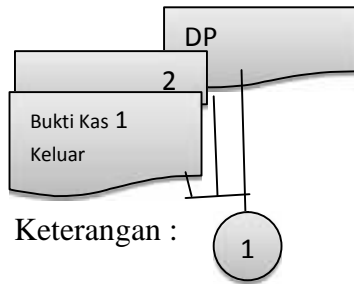 DP
2
Bukti Kas 1
Keluar
Keterangan :
1